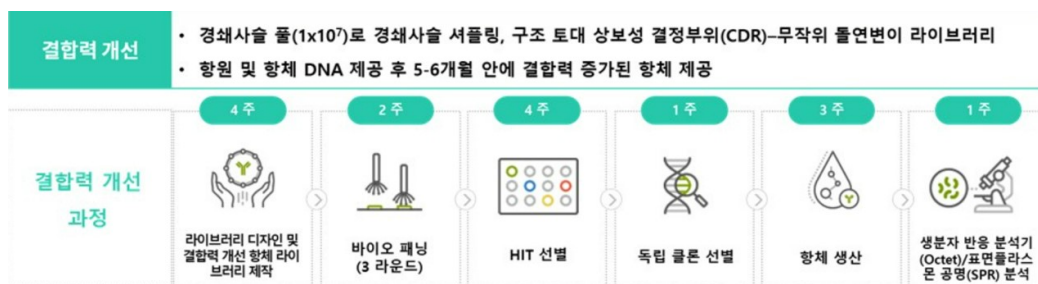 결합력 개선
• 경쇄사슬 풀(1x10⁷)로 경쇄사슬 셔플링, 구조 토대 상보성 결정부위(CDR)–무작위 돌연변이 라이브러리
• 항원 및 항체 DNA 제공 후 5-6개월 안에 결합력 증가된 항체 제공
결합력 개선
과정
4 주
라이브러리 디자인 및
결합력 개선 항체 라이
브러리 제작
2 주
바이오 패닝
(3 라운드)
4 주
HIT 선별
1 주
독립 클론 선별
3 주
항체 생산
1 주
생분자 반응 분석기
(Octet)/표면플라스
몬 공명(SPR) 분석